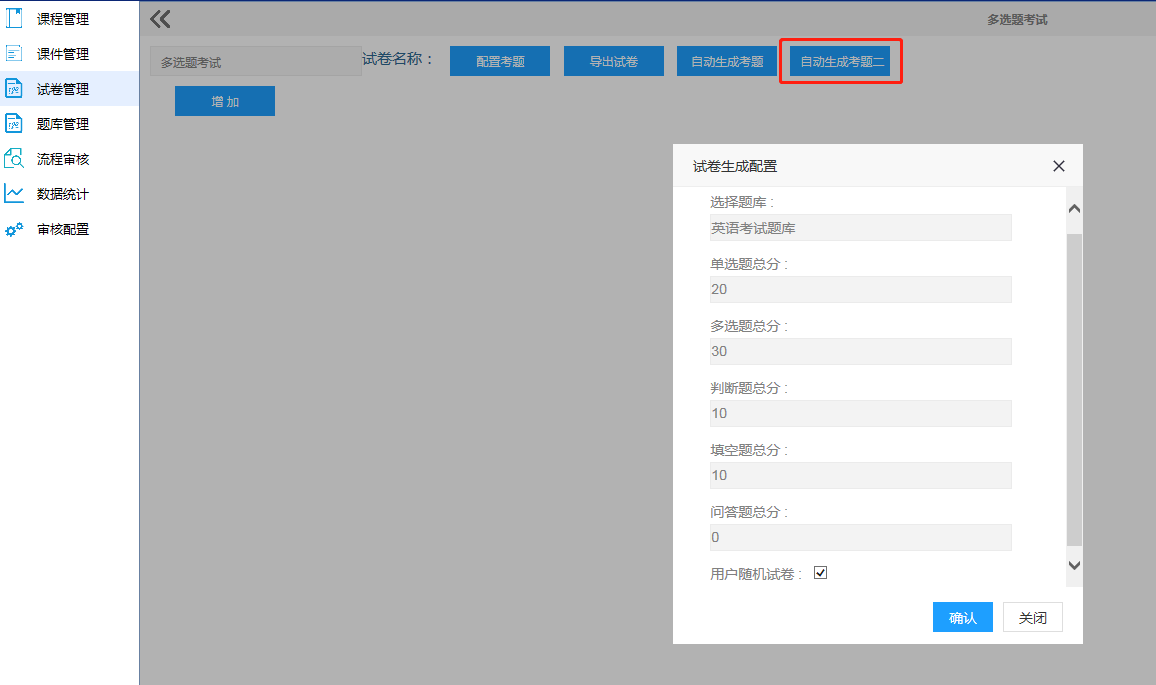 课程管理
课件管理
试卷管理
题库管理
流程审核
数据统计
审核配置
多选题考试
多选题考试
试卷名称：
配置考题
导出试卷
自动生成考题
自动生成考题二
增 加
试卷生成配置
选择题库 :
英语考试题库
单选题总分 :
20
多选题总分 :
30
判断题总分 :
10
填空题总分 :
10
问答题总分 :
0
用户随机试卷 :
确认
关闭